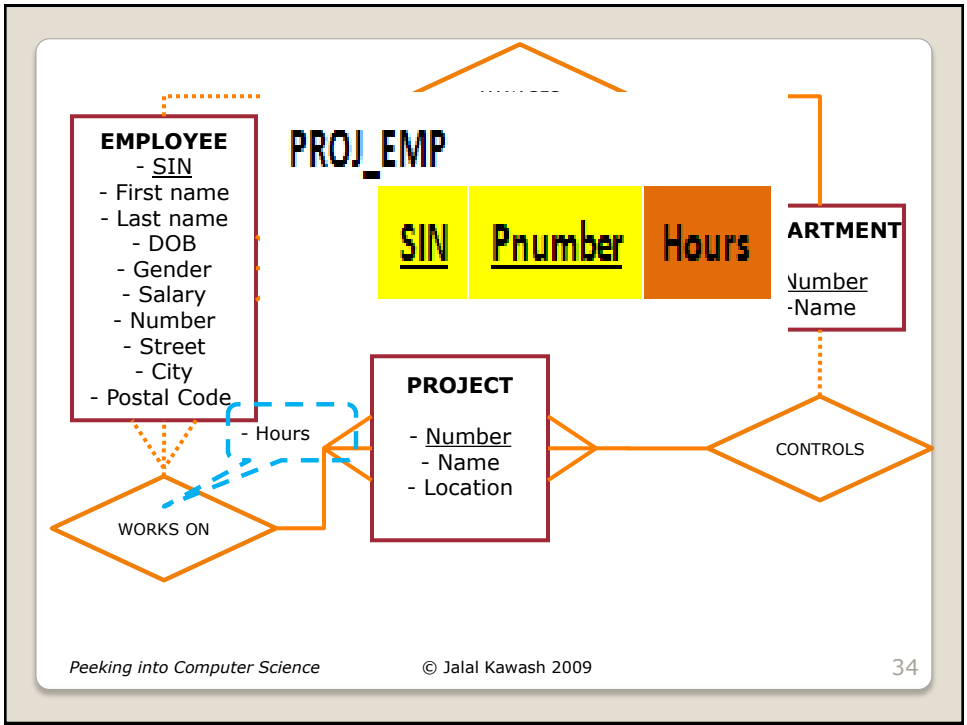 PROJ_EMP
SIN Pnumber Hours
EMPLOYEE
- SIN
- First name
- Last name
- DOB
- Gender
- Salary
- Number
- Street
- City
- Postal Code
ARTMENT
Number
-Name
- Hours
PROJECT
- Number
- Name
- Location
CONTROLS
WORKS ON
Peeking into Computer Science
© Jalal Kawash 2009
34